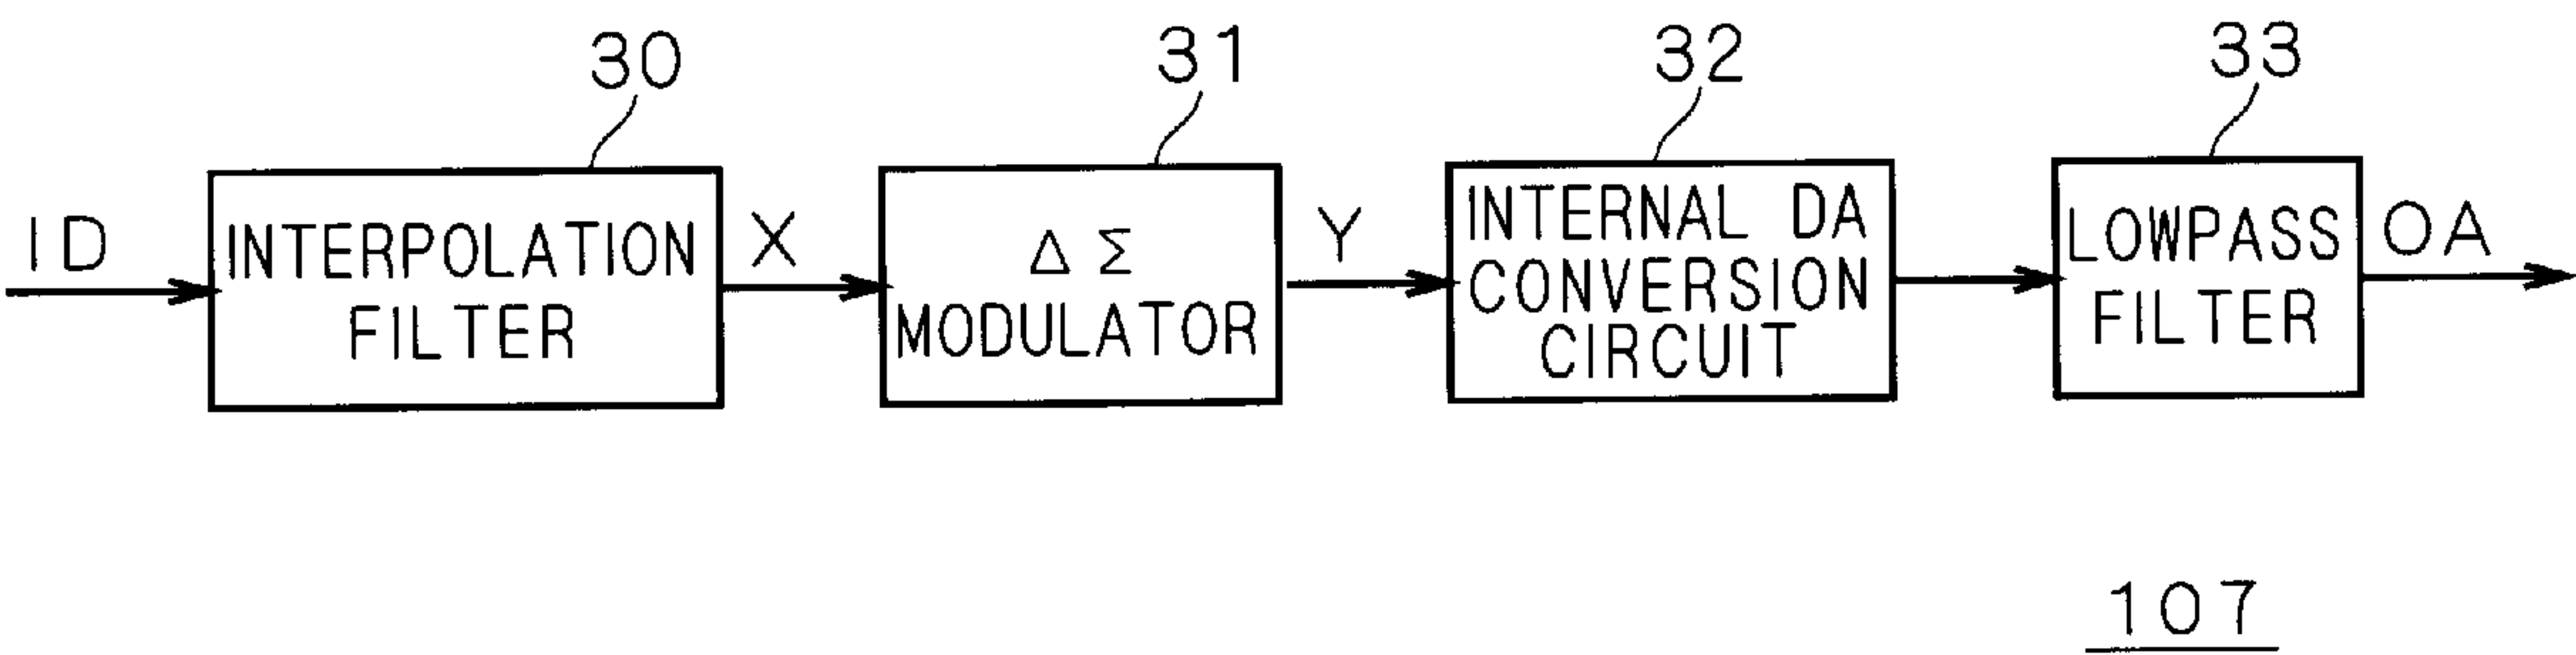 30
31
32
33
ID
INTERPOLATION
FILTER
X
Δ Σ
MODULATOR
Y
INTERNAL DA
CONVERSION
CIRCUIT
LOWPASS
FILTER
OA
107